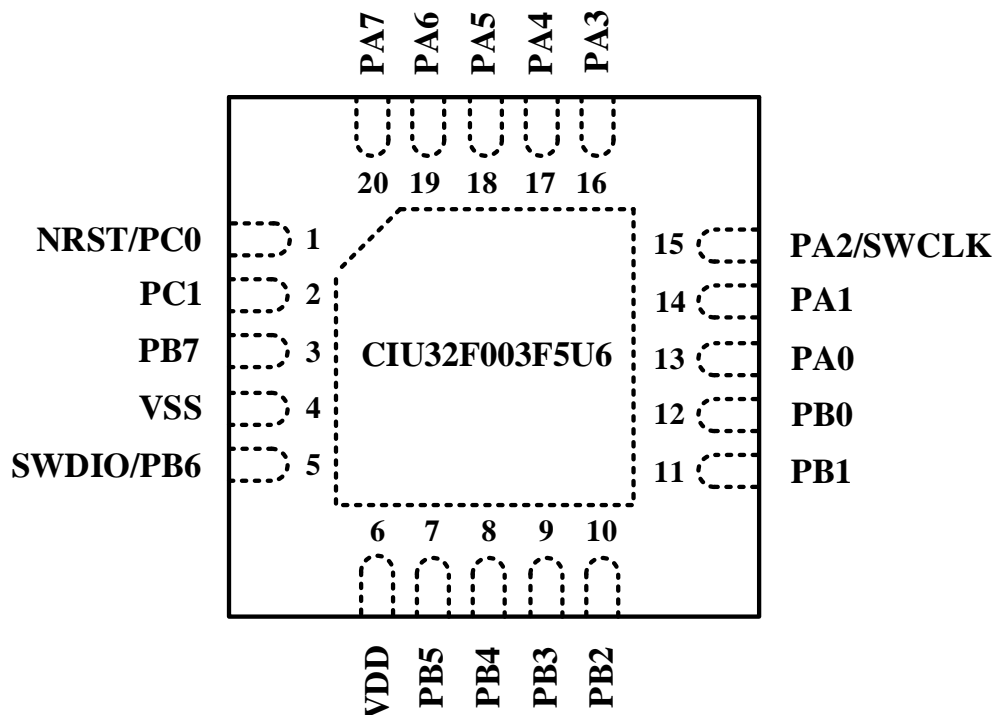 PA7 PA6 PA5 PA4 PA3
20 19 18 17 16
NRST/PC0 1 15 PA2/SWCLK
PC1 2 14 PA1
PB7 3 CIU32F003F5U6 13 PA0
VSS 4 12 PB0
SWDIO/PB6 5 11 PB1
6 7 8 9 10
VDD PB5 PB4 PB3 PB2